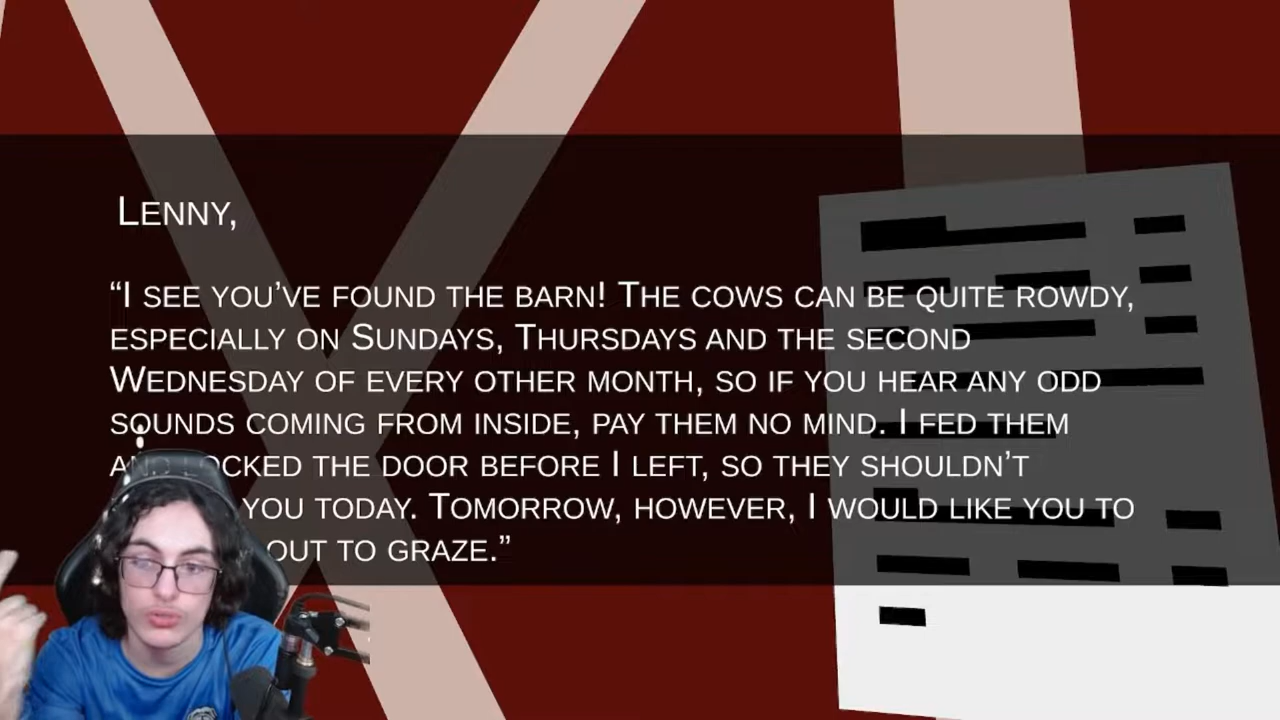 LENNY,
“I SEE YOU’VE FOUND THE BARN! THE COWS CAN BE QUITE ROWDY,
ESPECIALLY ON SUNDAYS, THURSDAYS AND THE SECOND
WEDNESDAY OF EVERY OTHER MONTH, SO IF YOU HEAR ANY ODD
SOUNDS COMING FROM INSIDE, PAY THEM NO MIND. I FED THEM
AND LOCKED THE DOOR BEFORE I LEFT, SO THEY SHOULDN’T
YOU TODAY. TOMORROW, HOWEVER, I WOULD LIKE YOU TO
OUT TO GRAZE.”